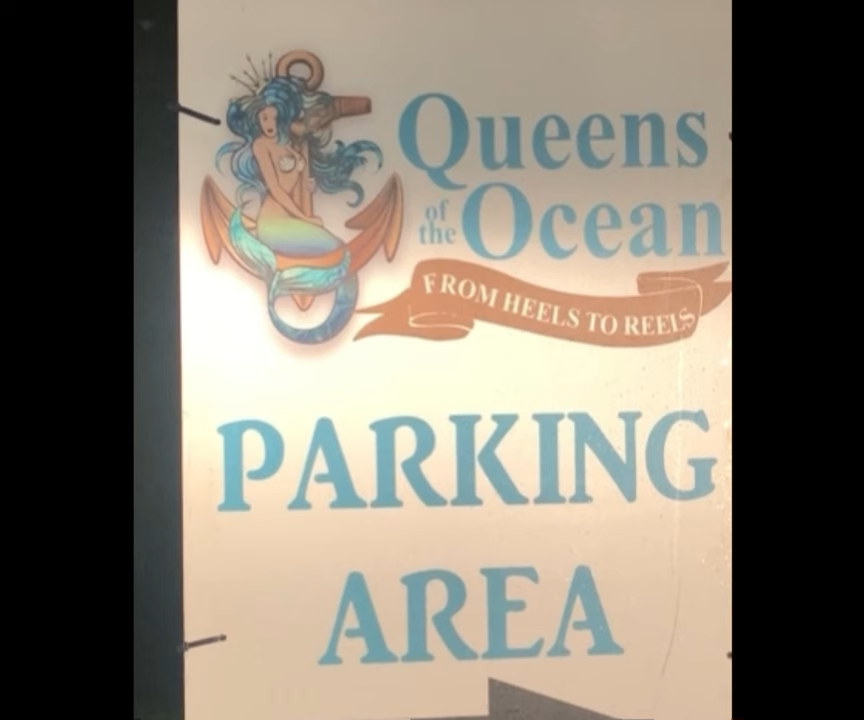 Queens
of the Ocean
FROM HEELS TO REELS
PARKING
AREA